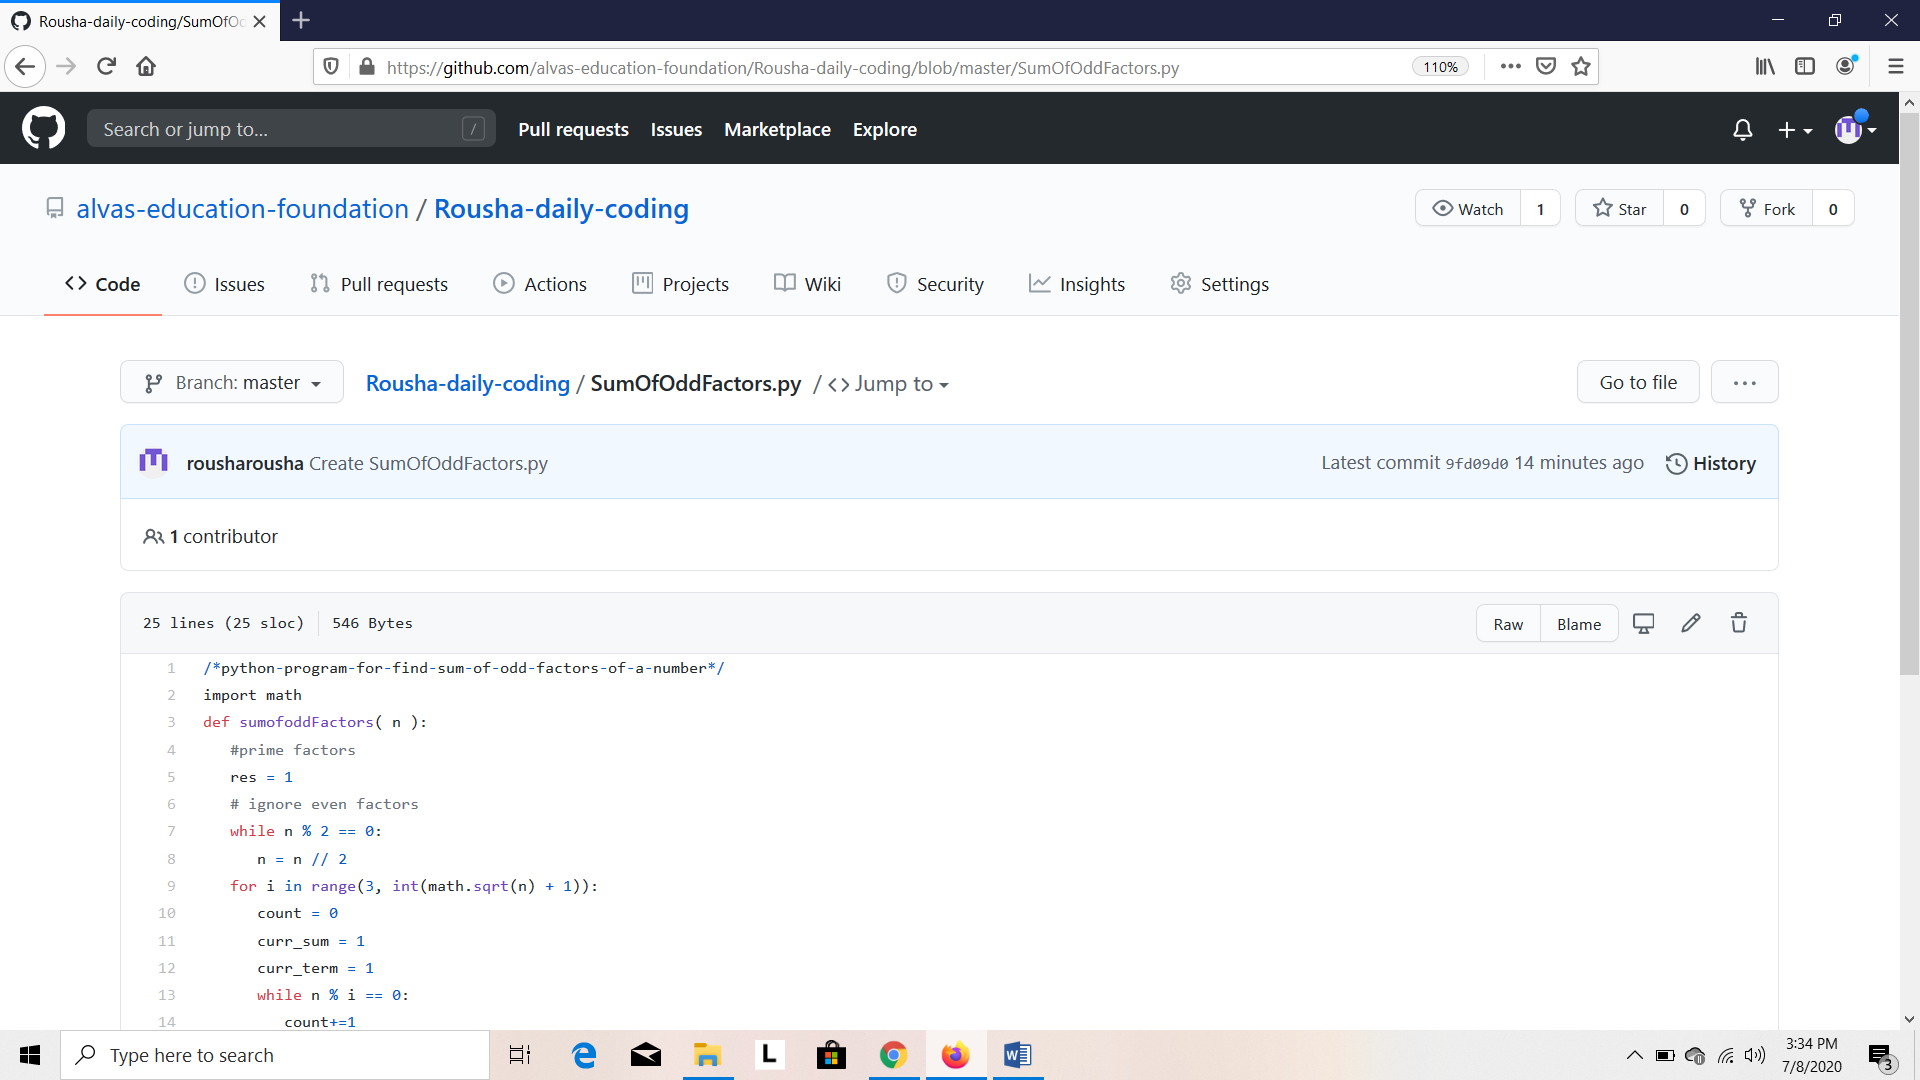 Rousha-daily-coding/SumOfO
https://github.com/alvas-education-foundation/Rousha-daily-coding/blob/master/SumOfOddFactors.py
110%
Search or jump to...
/
Pull requests Issues Marketplace Explore
alvas-education-foundation / Rousha-daily-coding
Watch 1
Star 0
Fork 0
Code Issues Pull requests Actions Projects Wiki Security Insights Settings
Branch: master
Rousha-daily-coding / SumOfOddFactors.py / <> Jump to
Go to file
rousharousha Create SumOfOddFactors.py
Latest commit 9fd09d0 14 minutes ago
History
1 contributor
25 lines (25 sloc) 546 Bytes
Raw Blame
1 /*python-program-for-find-sum-of-odd-factors-of-a-number*/
2 import math
3 def sumofoddFactors( n ):
4 #prime factors
5 res = 1
6 # ignore even factors
7 while n % 2 == 0:
8 n = n // 2
9 for i in range(3, int(math.sqrt(n) + 1)):
10 count = 0
11 curr_sum = 1
12 curr_term = 1
13 while n % i == 0:
14 count+=1
Type here to search
L
W
3:34 PM
7/8/2020
3